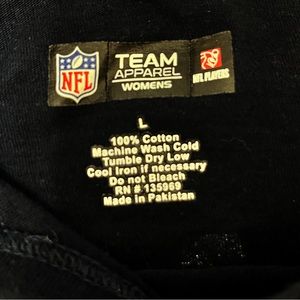 NFL
TEAM
APPAREL
WOMENS
NFL PLAYERS
L
100% Cotton
Machine Wash Cold
Tumble Dry Low
Cool Iron if necessary
Do not Bleach
RN # 135969
Made in Pakistan